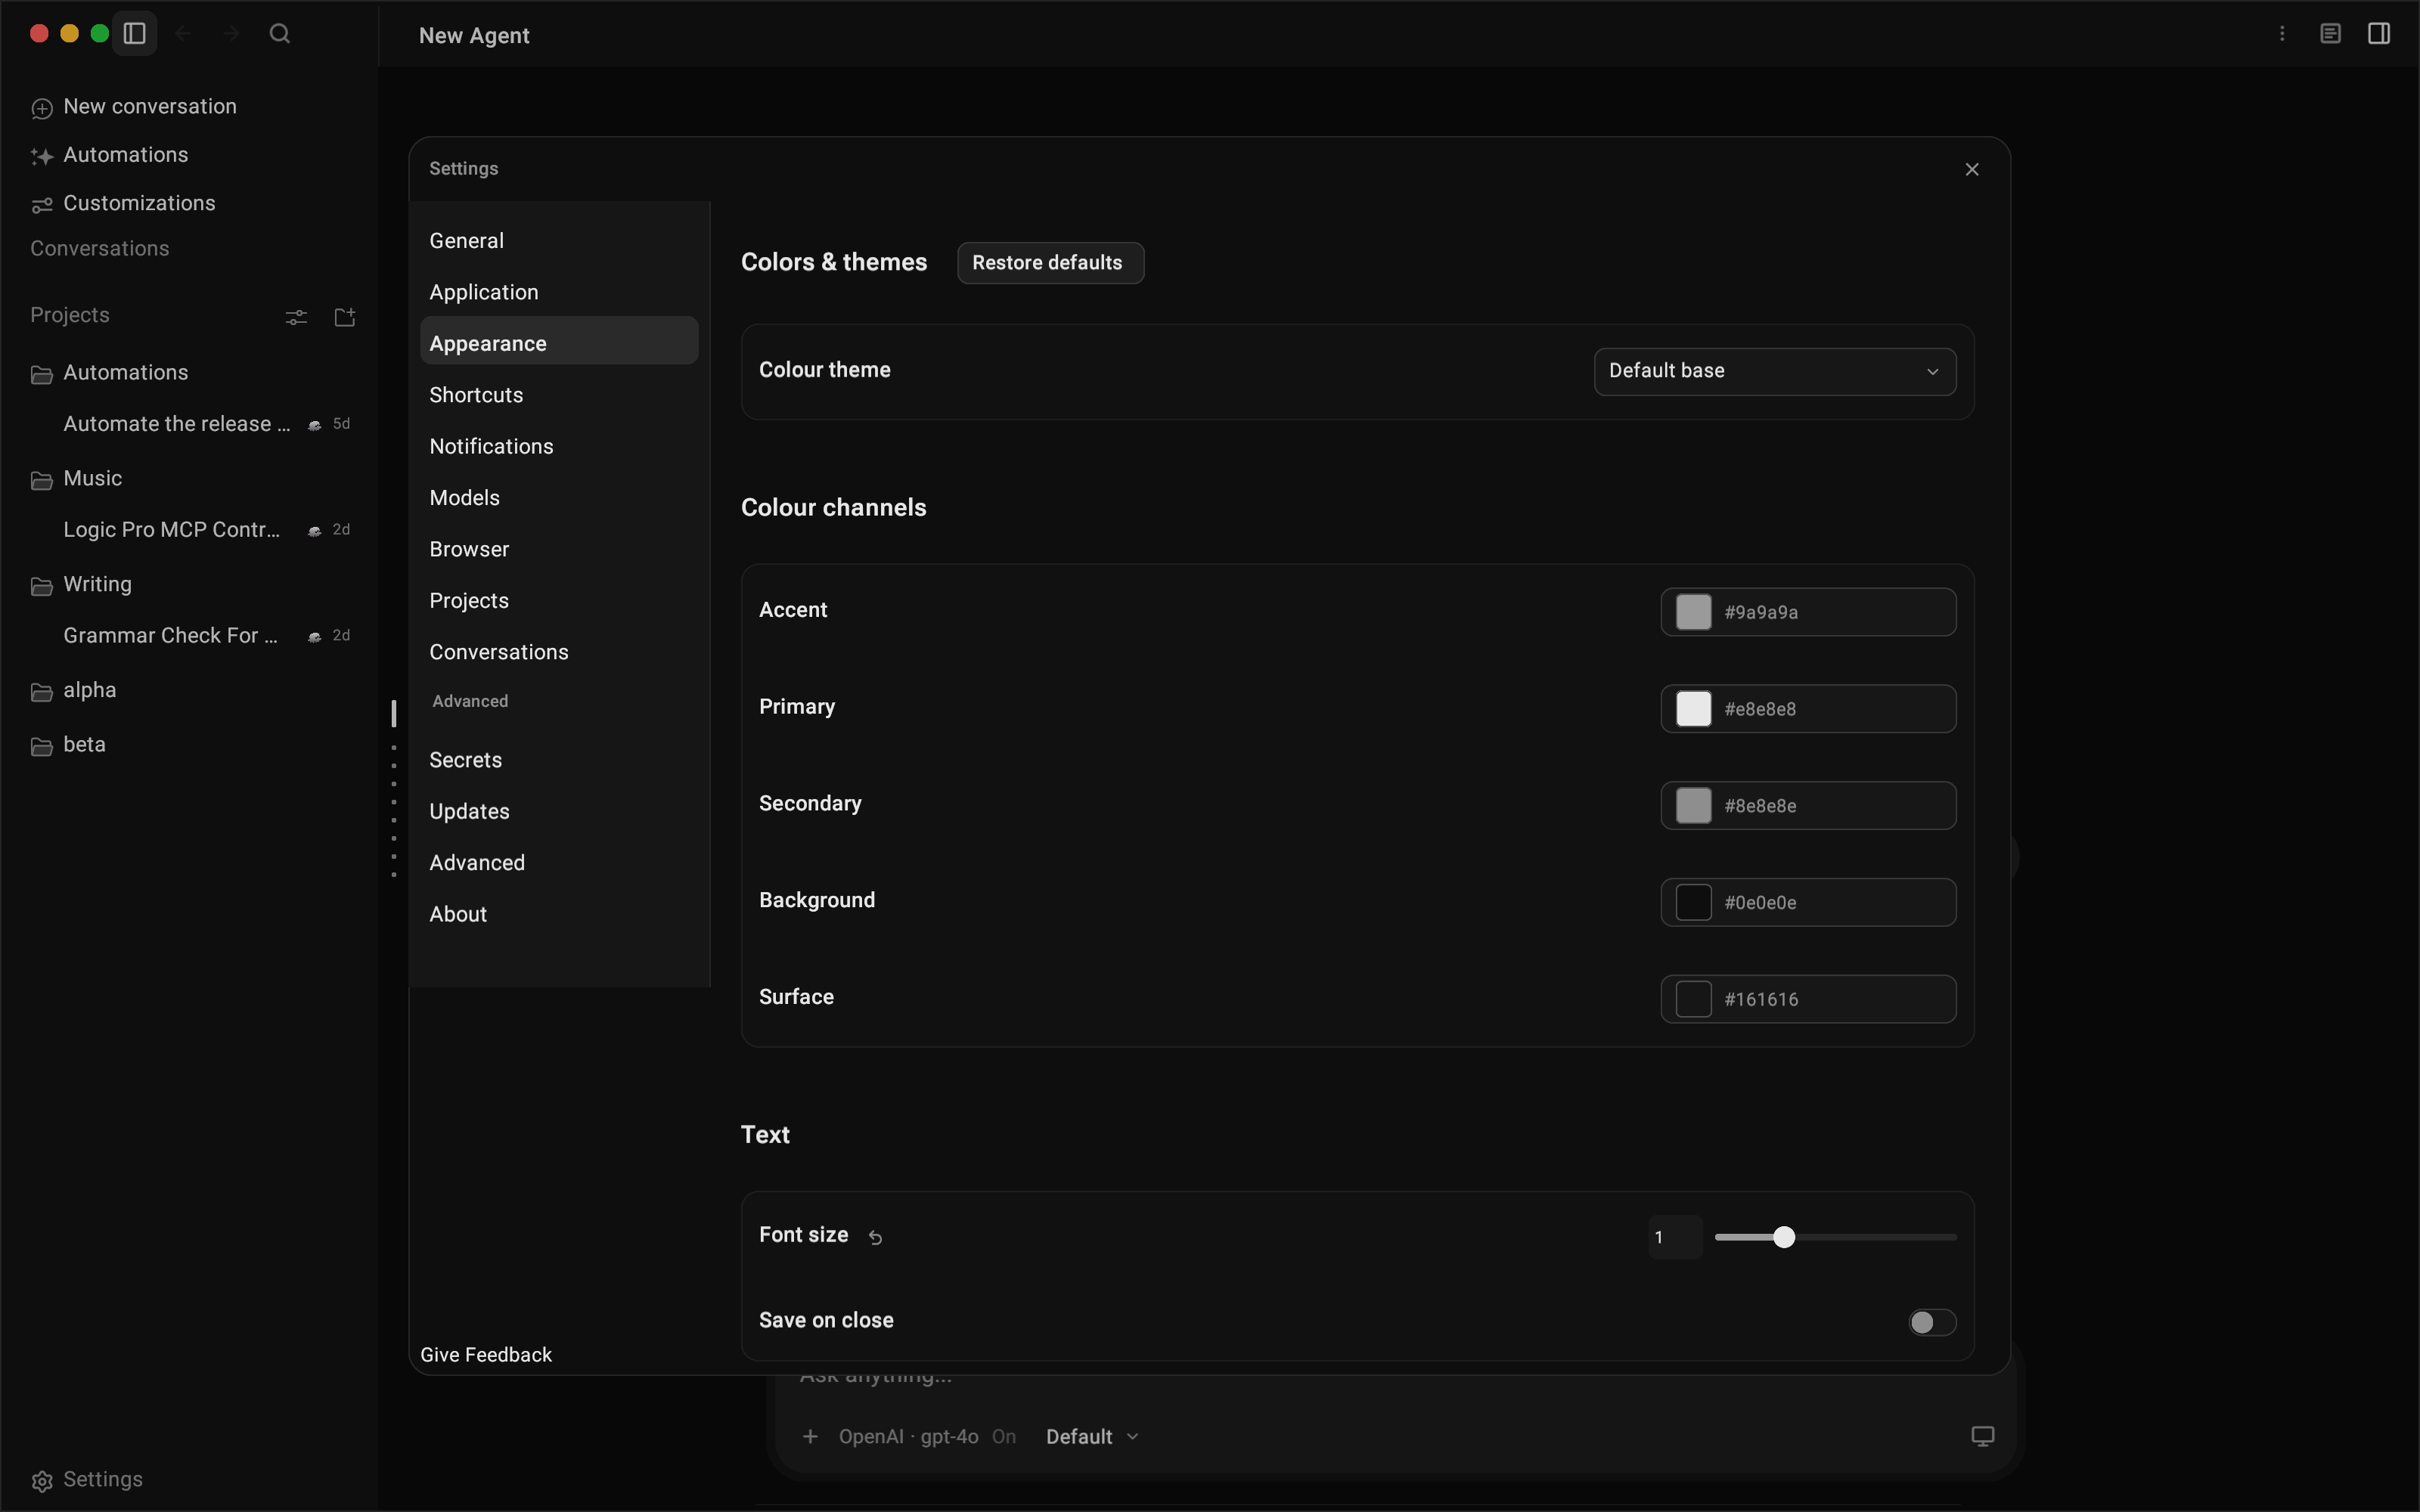 New Agent
New conversation
Automations
Customizations
Conversations
Projects
Automations
Automate the release ... 5d
Music
Logic Pro MCP Contr... 2d
Writing
Grammar Check For ... 2d
alpha
beta
Settings
Settings
General
Application
Appearance
Shortcuts
Notifications
Models
Browser
Projects
Conversations
Advanced
Secrets
Updates
Advanced
About
Give Feedback
Colors & themes Restore defaults
Colour theme Default base
Colour channels
Accent #9a9a9a
Primary #e8e8e8
Secondary #8e8e8e
Background #0e0e0e
Surface #161616
Text
Font size 1
Save on close
Ask anything...
OpenAI · gpt-4o On Default